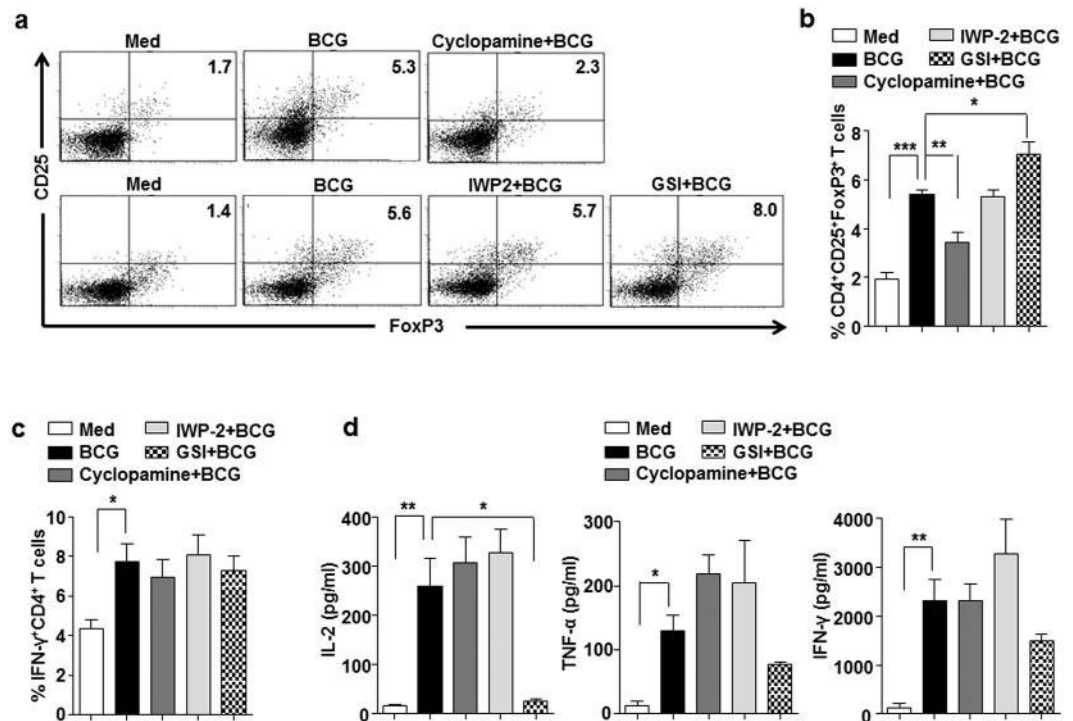 a
Med
BCG
Cyclopamine+BCG
1.7
5.3
2.3
CD25
Med
BCG
IWP2+BCG
GSI+BCG
1.4
5.6
5.7
8.0
FoxP3
b
Med
IWP-2+BCG
BCG
GSI+BCG
Cyclopamine+BCG
% CD4⁺CD25⁺FoxP3⁺ T cells
8
6
4
2
0
***
**
*
c
Med
IWP-2+BCG
BCG
GSI+BCG
Cyclopamine+BCG
% IFN-γ⁺CD4⁺ T cells
10
8
6
4
2
0
*
d
Med
IWP-2+BCG
BCG
GSI+BCG
Cyclopamine+BCG
IL-2 (pg/ml)
400
300
200
100
0
**
*
TNF-α (pg/ml)
300
200
100
0
*
IFN-γ (pg/ml)
4000
3000
2000
1000
0
**